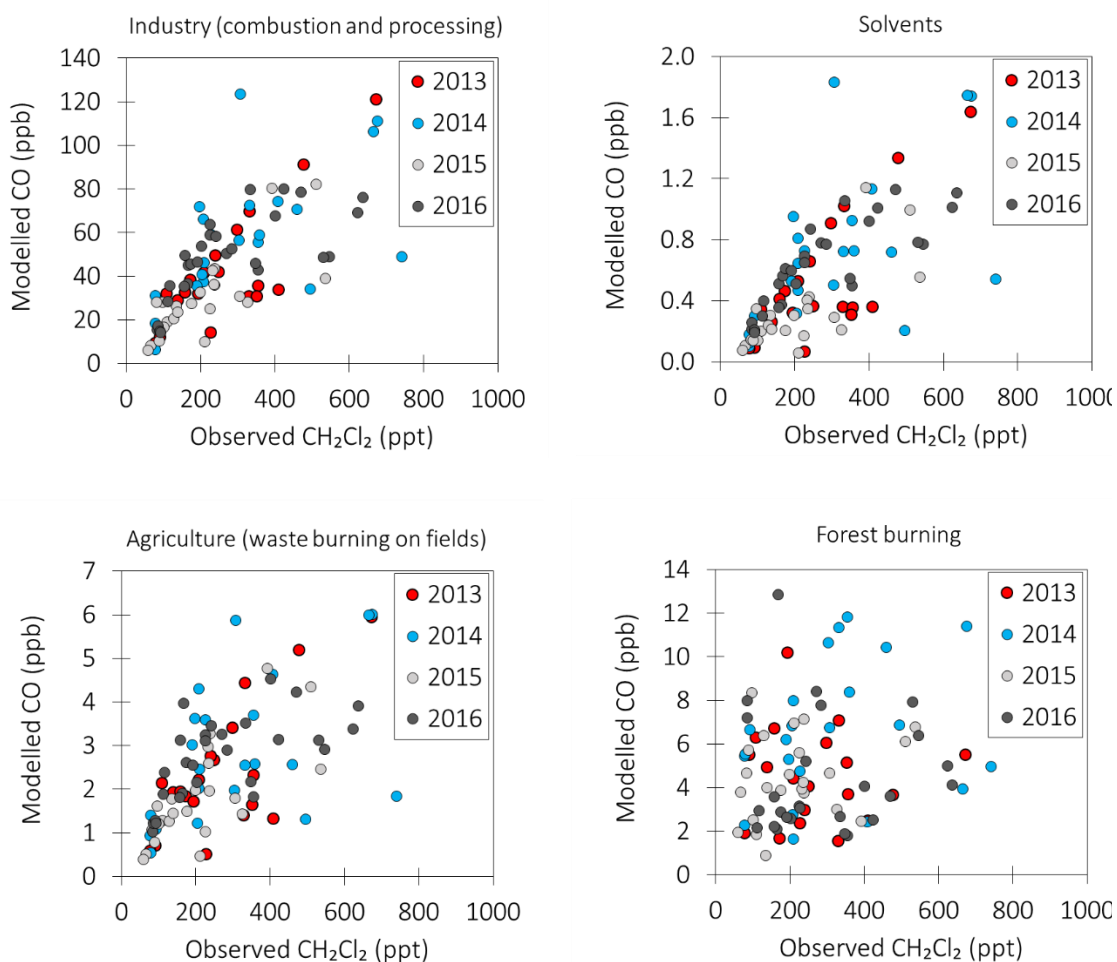 Industry (combustion and processing)
Modelled CO (ppb)
140
120
100
80
60
40
20
0
2013
2014
2015
2016
0 200 400 600 800 1000
Observed CH₂Cl₂ (ppt)
Solvents
Modelled CO (ppb)
2.0
1.6
1.2
0.8
0.4
0.0
2013
2014
2015
2016
0 200 400 600 800 100
Observed CH₂Cl₂ (ppt)
Agriculture (waste burning on fields)
Modelled CO (ppb)
7
6
5
4
3
2
1
0
2013
2014
2015
2016
0 200 400 600 800 1000
Observed CH₂Cl₂ (ppt)
Forest burning
Modelled CO (ppb)
14
12
10
8
6
4
2
0
2013
2014
2015
2016
0 200 400 600 800 1000
Observed CH₂Cl₂ (ppt)